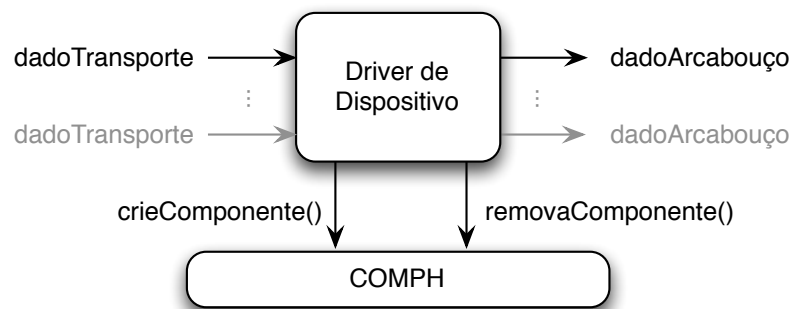 dadoTransporte
Driver de
Dispositivo
dadoArcabouço
dadoTransporte
dadoArcabouço
crieComponente()
removaComponente()
COMPH